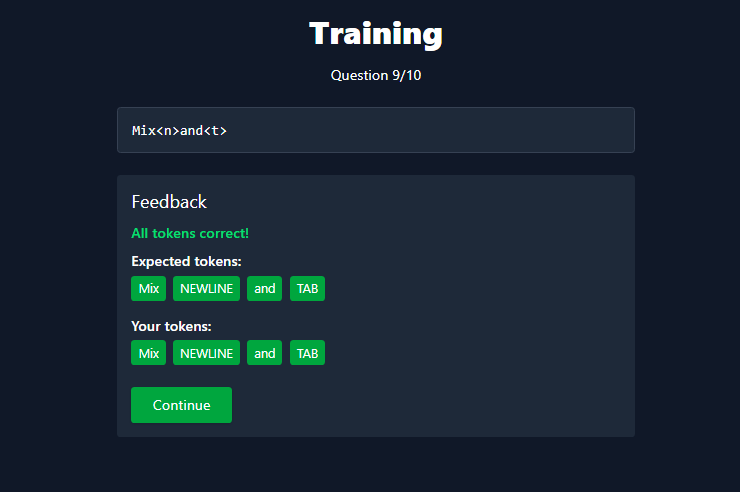 Training
Question 9/10
Mix<n>and<t>
Feedback
All tokens correct!
Expected tokens:
Mix NEWLINE and TAB
Your tokens:
Mix NEWLINE and TAB
Continue